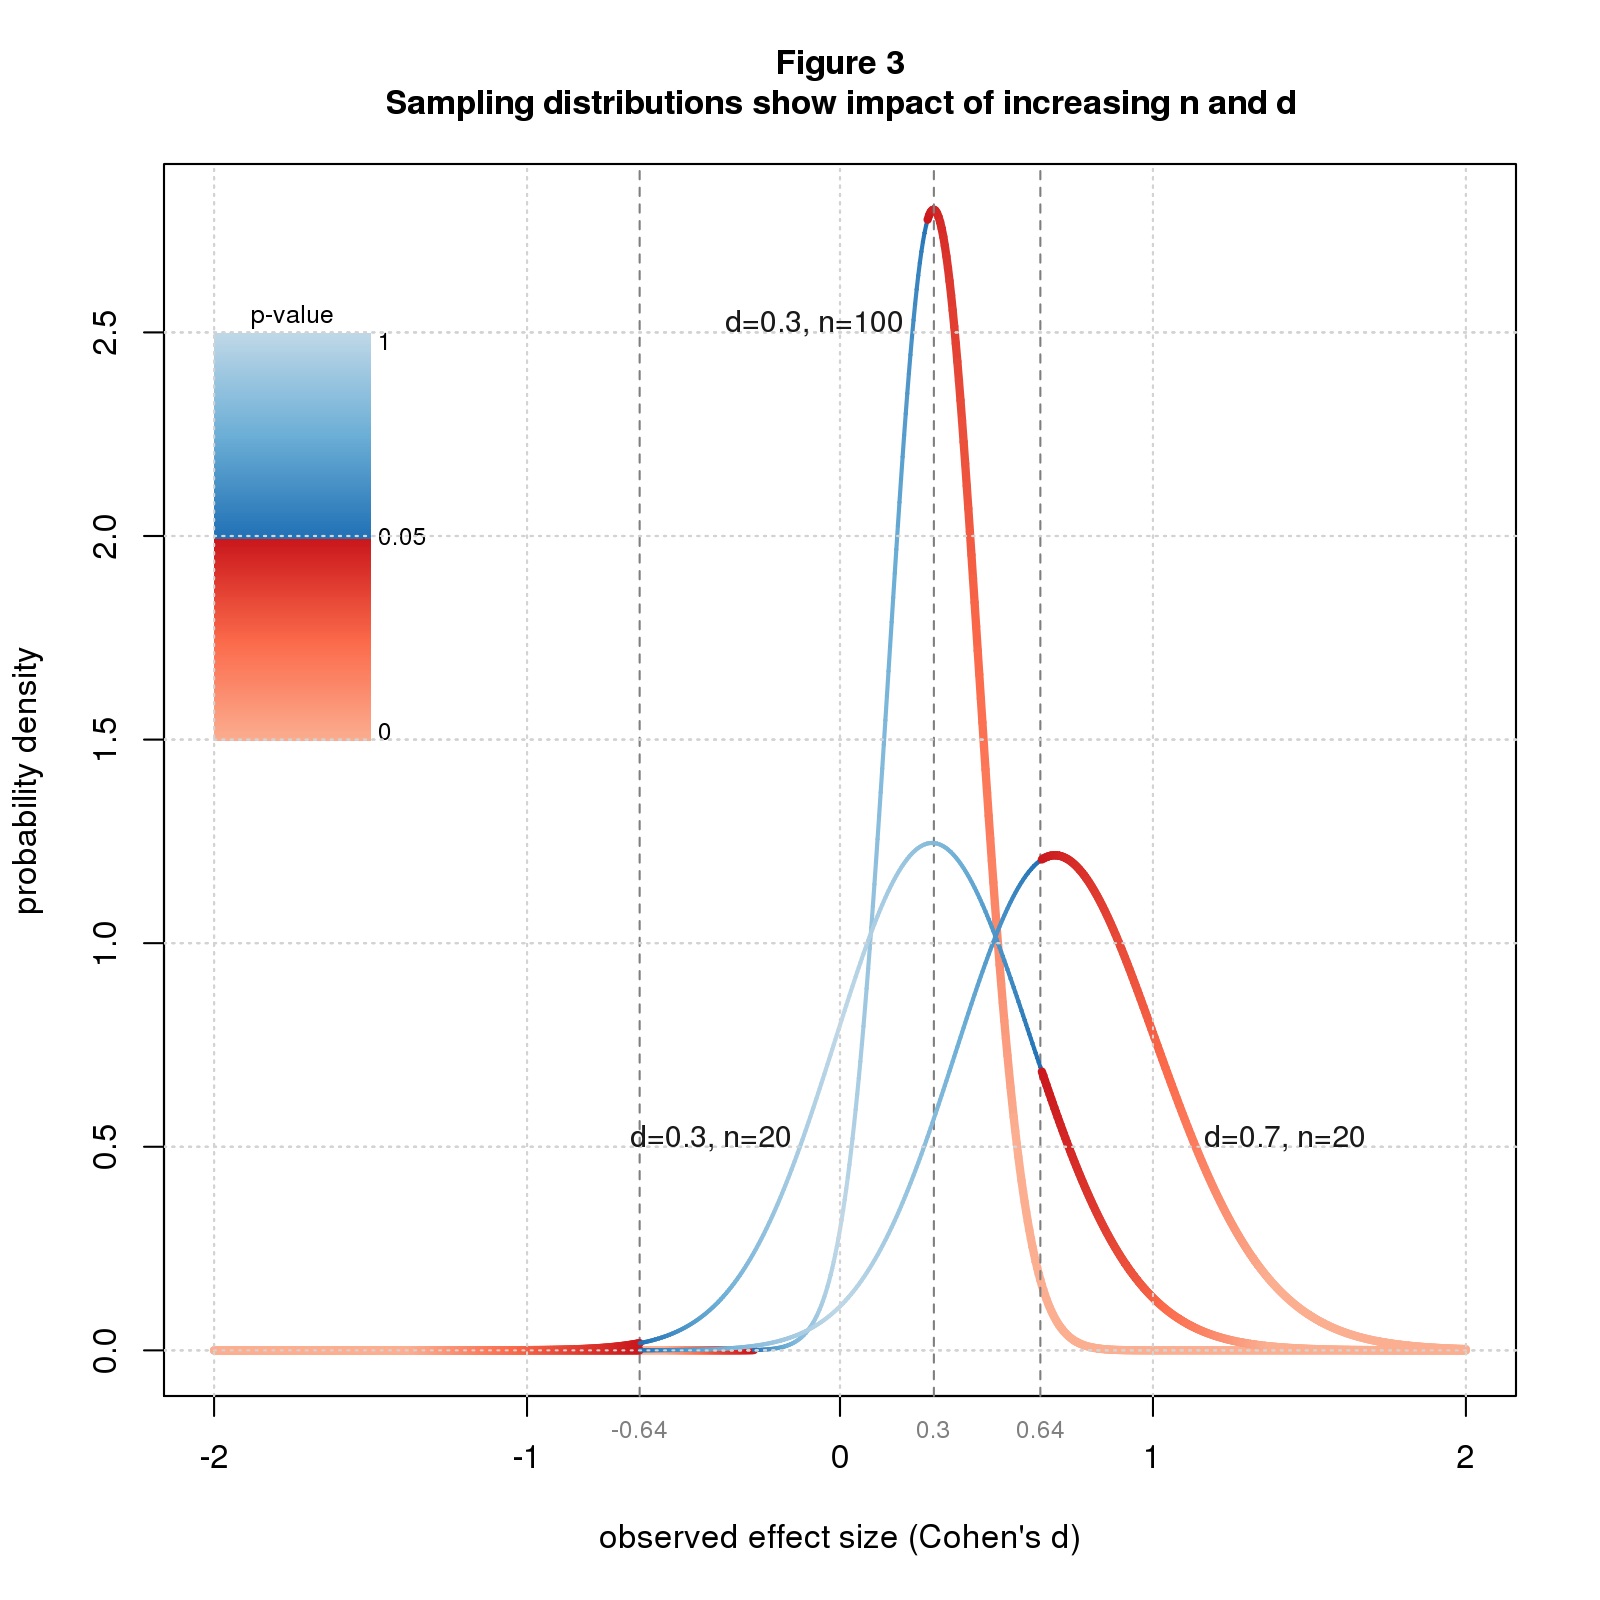 Figure 3
Sampling distributions show impact of increasing n and d
p-value
1
0.05
0
d=0.3, n=100
d=0.3, n=20
d=0.7, n=20
probability density
2.5
2.0
1.5
1.0
0.5
0.0
-0.64
0.3
0.64
-2
-1
0
1
2
observed effect size (Cohen's d)